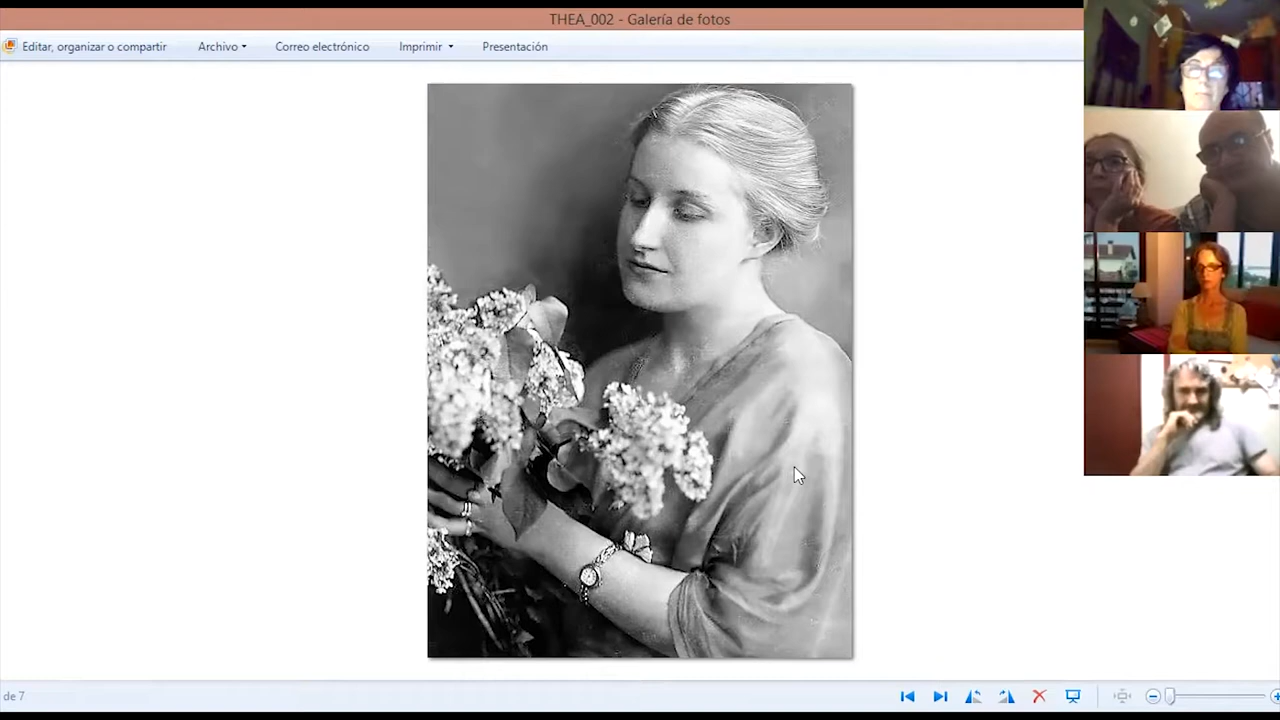 THEA_002 - Galería de fotos
Editar, organizar o compartir Archivo Correo electrónico Imprimir Presentación
de 7